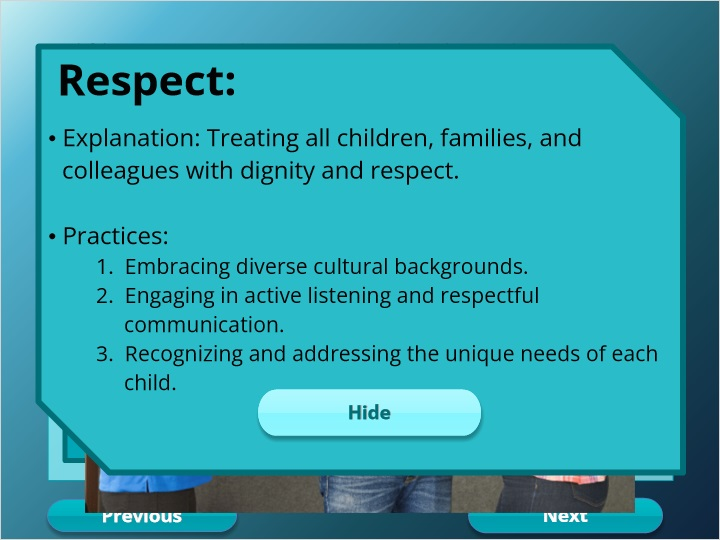 Respect:
• Explanation: Treating all children, families, and
colleagues with dignity and respect.
• Practices:
1. Embracing diverse cultural backgrounds.
2. Engaging in active listening and respectful
communication.
3. Recognizing and addressing the unique needs of each
child.
Hide
Previous
Next